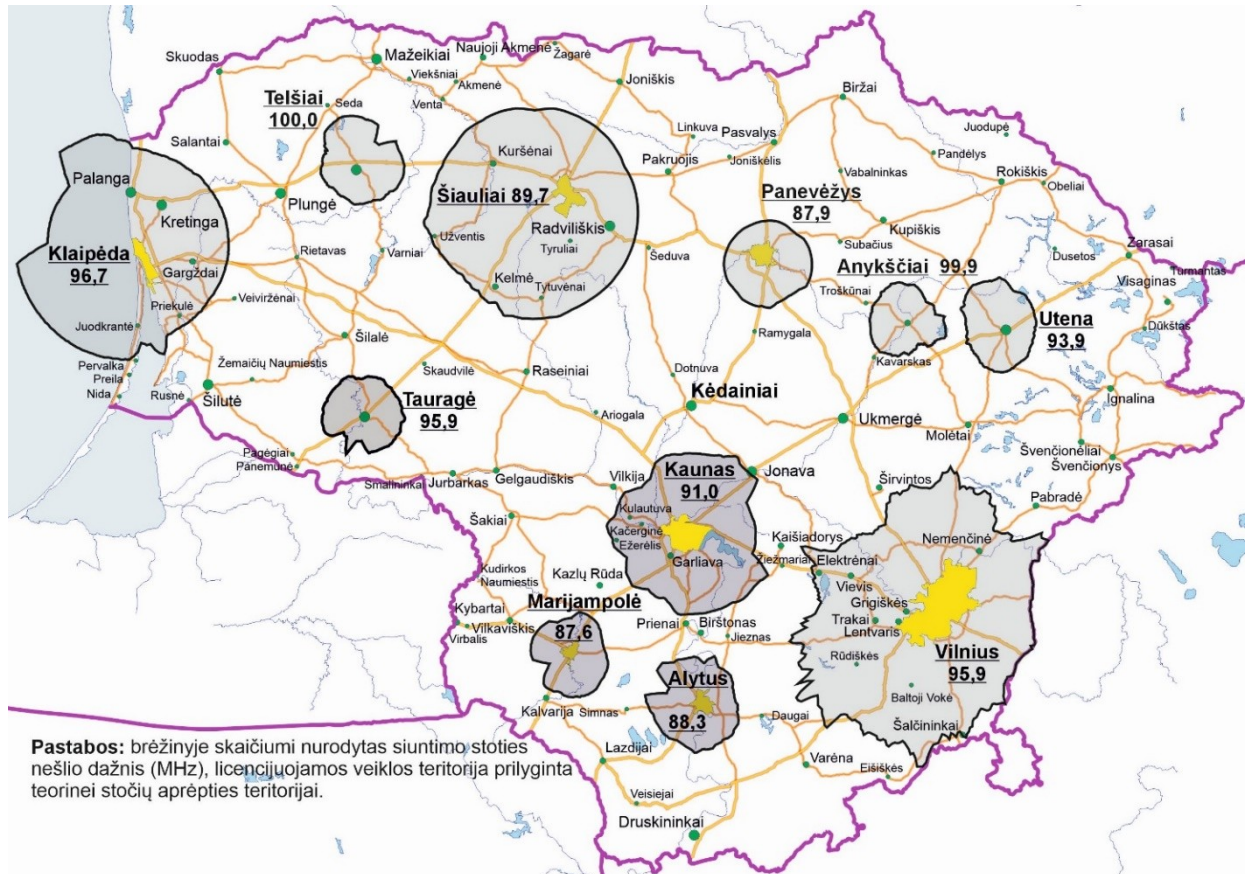 Skuodas
Mažeikiai
Naujoji Akmenė
Žagarė
Viekšniai
Akmenė
Joniškis
Venta
Biržai
Telšiai
100,0
Seda
Salantai
Linkuva
Pasvalys
Juodupė
Kuršėnai
Pakruojis
Joniškėlis
Pandėlys
Palanga
Plungė
Šiauliai 89,7
Panevėžys
87,9
Vabalninkas
Rokiškis
Obeliai
Kretinga
Radviliškis
Kupiškis
Klaipėda
96,7
Gargždai
Rietavas
Varniai
Užventis
Tyruliai
Šeduva
Subačius
Dusetos
Zarasai
Anykščiai 99,9
Turmantas
Visaginas
Kelmė
Tytuvėnai
Troškūnai
Priekulė
Veiviržėnai
Juodkrantė
Šilalė
Ramygala
Utena
93,9
Dūkštas
Pervalka
Preila
Nida
Žemaičių Naumiestis
Skaudvilė
Raseiniai
Dotnuva
Kavarskas
Rusnė
Šilutė
Tauragė
95,9
Ariogala
Kėdainiai
Ukmergė
Molėtai
Ignalina
Pagėgiai
Panemunė
Švenčionėliai
Švenčionys
Smalininkai
Jurbarkas
Gelgaudiškis
Vilkija
Kaunas
91,0
Jonava
Širvintos
Pabradė
Šakiai
Kulautuva
Kačerginė
Ežerėlis
Garliava
Kaišiadorys
Žiežmariai
Elektrėnai
Nemenčinė
Kudirkos
Naumiestis
Kazlų Rūda
Vievis
Grigiškės
Trakai
Lentvaris
Kybartai
Virbalis
Vilkaviškis
Marijampolė
87,6
Prienai
Birštonas
Jieznas
Rūdiškės
Vilnius
95,9
Alytus
88,3
Baltoji Vokė
Kalvarija
Simnas
Daugai
Šalčininkai
Lazdijai
Varėna
Eišiškės
Veisiejai
Druskininkai
Pastabos: brėžinyje skaičiumi nurodytas siuntimo stoties
nešlio dažnis (MHz), licencijuojamos veiklos teritorija prilyginta
teorinei stočių aprėpties teritorijai.